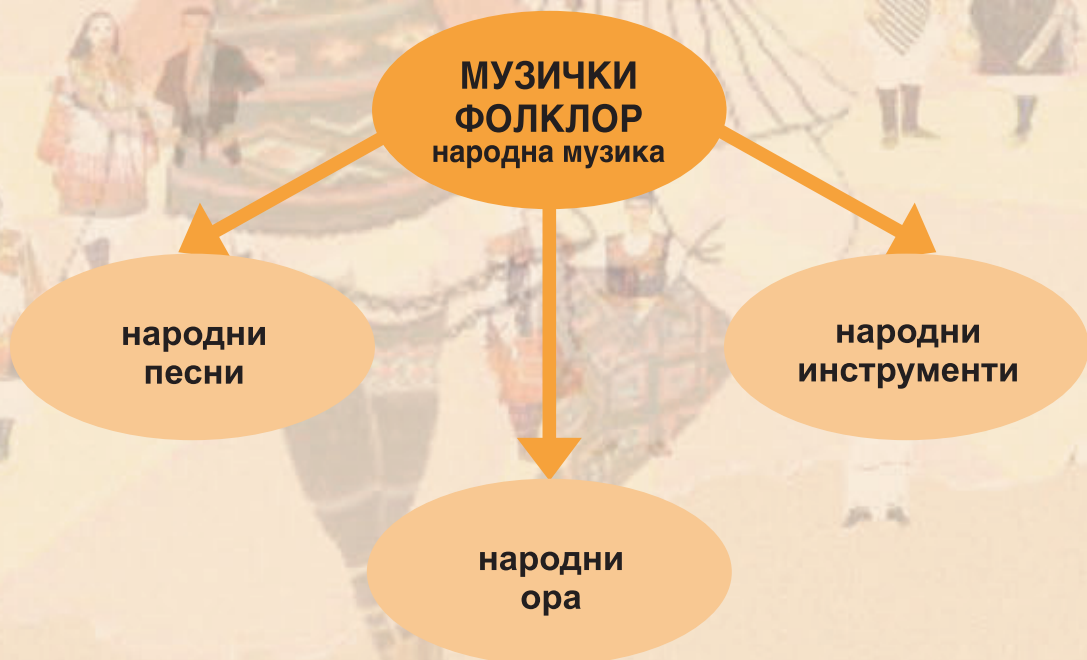 МУЗИЧКИ
ФОЛКЛОР
народна музика
народни
песни
народни
инструменти
народни
ора